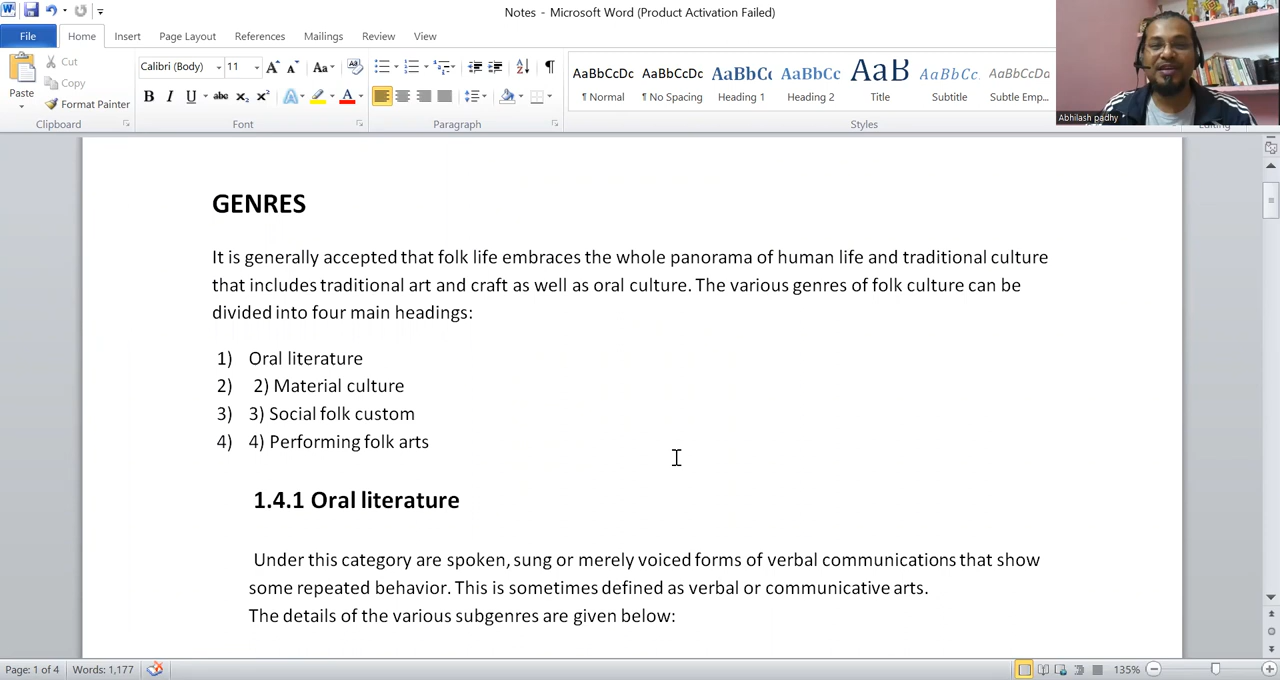 Notes - Microsoft Word (Product Activation Failed)
File Home Insert Page Layout References Mailings Review View
Cut
Copy
Format Painter
Paste
Clipboard
Calibri (Body) 11
Font
Paragraph
AaBbCcDc AaBbCcDc AaBbC AaBbCc AaB AaBbCc. AaBbCcDa
¶ Normal ¶ No Spacing Heading 1 Heading 2 Title Subtitle Subtle Emp...
Styles
Abhilash padhy
Editing
GENRES
It is generally accepted that folk life embraces the whole panorama of human life and traditional culture
that includes traditional art and craft as well as oral culture. The various genres of folk culture can be
divided into four main headings:
1) Oral literature
2) 2) Material culture
3) 3) Social folk custom
4) 4) Performing folk arts
1.4.1 Oral literature
Under this category are spoken, sung or merely voiced forms of verbal communications that show
some repeated behavior. This is sometimes defined as verbal or communicative arts.
The details of the various subgenres are given below:
Page: 1 of 4 Words: 1,177 135%